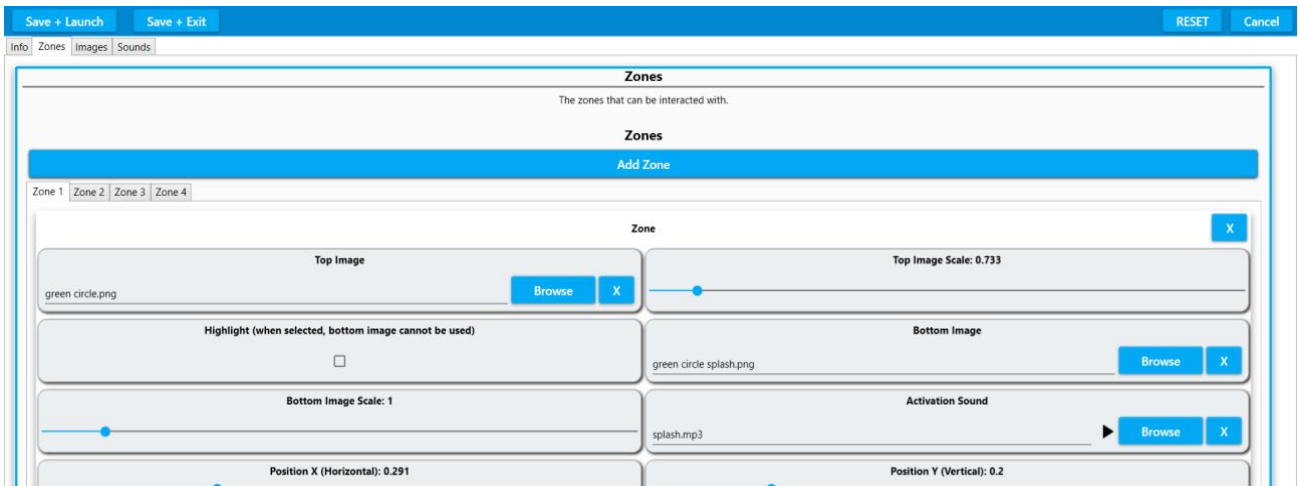 Save + Launch Save + Exit RESET Cancel
Info Zones Images Sounds
Zones
The zones that can be interacted with.
Zones
Add Zone
Zone 1 Zone 2 Zone 3 Zone 4
Zone X
Top Image Top Image Scale: 0.733
green circle.png Browse X
Highlight (when selected, bottom image cannot be used) Bottom Image
green circle splash.png Browse X
Bottom Image Scale: 1 Activation Sound
splash.mp3 Browse X
Position X (Horizontal): 0.291 Position Y (Vertical): 0.2